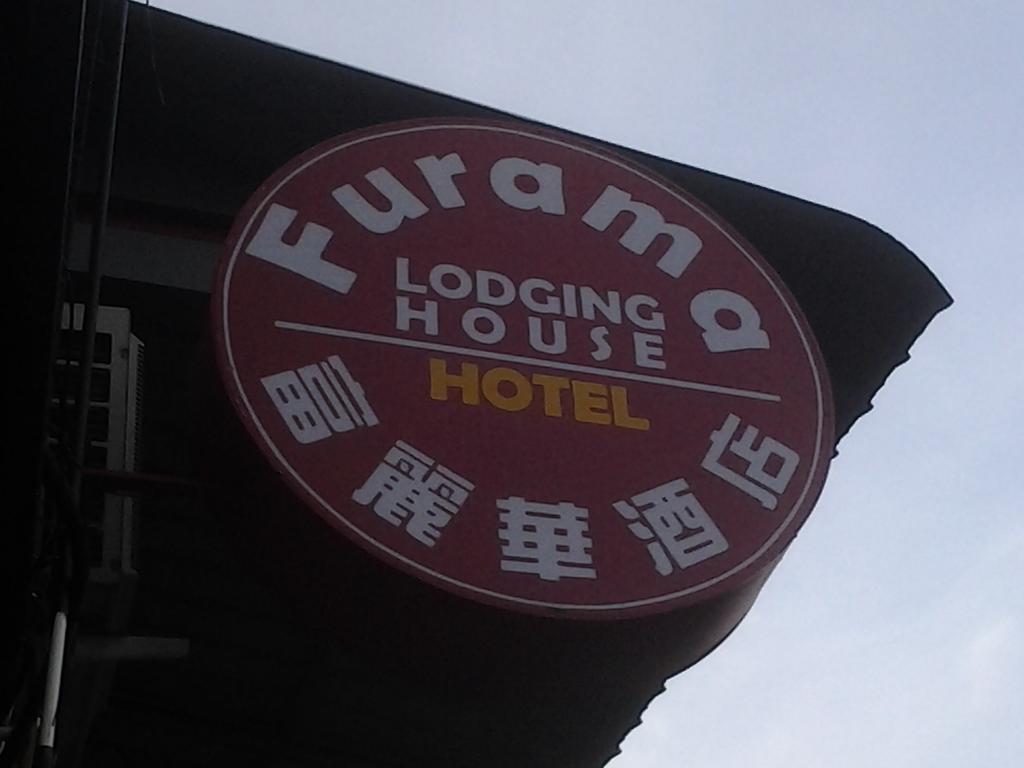 Furama
LODGING
HOUSE
HOTEL
富麗華酒店